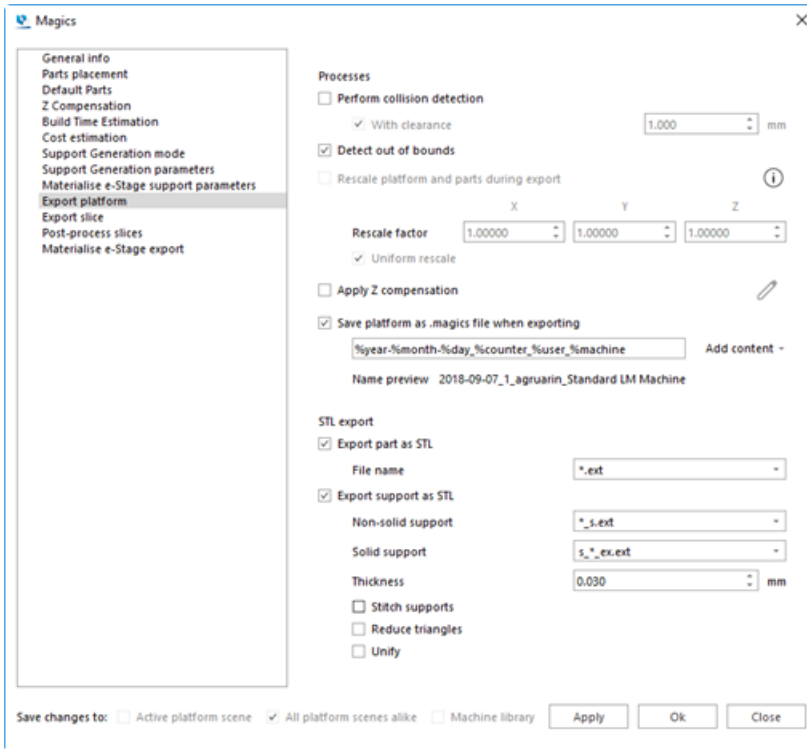 Magics
General info
Parts placement
Default Parts
Z Compensation
Build Time Estimation
Cost estimation
Support Generation mode
Support Generation parameters
Materialise e-Stage support parameters
Export platform
Export slice
Post-process slices
Materialise e-Stage export
Processes
Perform collision detection
With clearance 1.000 mm
Detect out of bounds
Rescale platform and parts during export
X Y Z
Rescale factor 1.00000 1.00000 1.00000
Uniform rescale
Apply Z compensation
Save platform as .magics file when exporting
%year-%month-%day_%counter_%user_%machine Add content
Name preview 2018-09-07_1_agruarin_Standard LM Machine
STL export
Export part as STL
File name *.ext
Export support as STL
Non-solid support *_s.ext
Solid support s_*_ex.ext
Thickness 0.030 mm
Stitch supports
Reduce triangles
Unify
Save changes to: Active platform scene All platform scenes alike Machine library Apply Ok Close